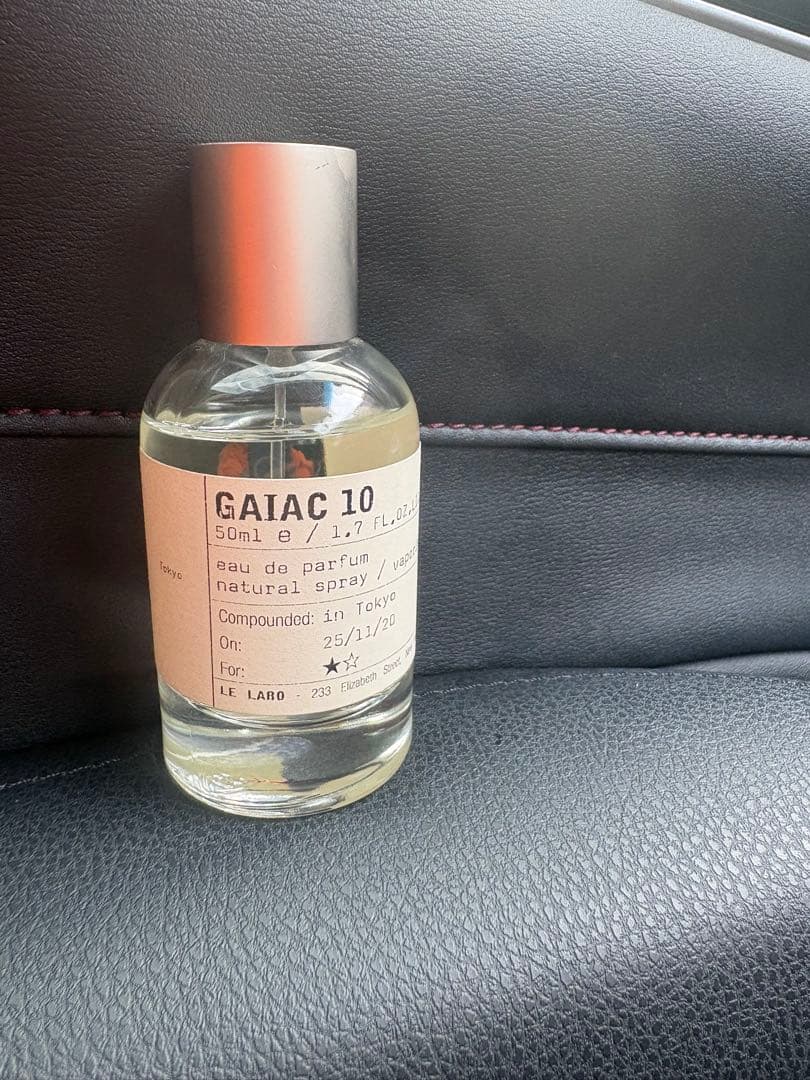 Tokyo
GAIAC 10
50ml e / 1.7 FL.OZ.
eau de parfum
natural spray /
Compounded: in Tokyo
On: 25/11/20
For: ★☆
LE LABO - 233 Elizabeth Street,